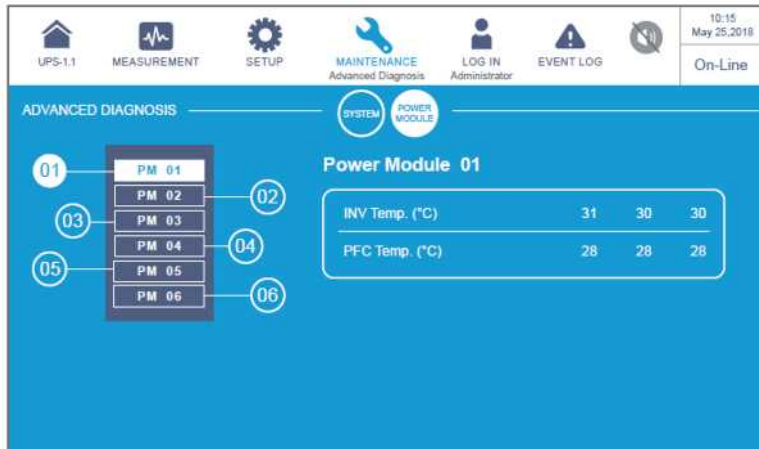 UPS-1.1
MEASUREMENT
SETUP
MAINTENANCE
Advanced Diagnosis
LOG IN
Administrator
EVENT LOG
10:15
May 25,2018
On-Line
ADVANCED DIAGNOSIS
SYSTEM
POWER
MODULE
01
PM 01
PM 02
02
03
PM 03
PM 04
04
05
PM 05
PM 06
06
Power Module 01
INV Temp. (°C) 31 30 30
PFC Temp. (°C) 28 28 28